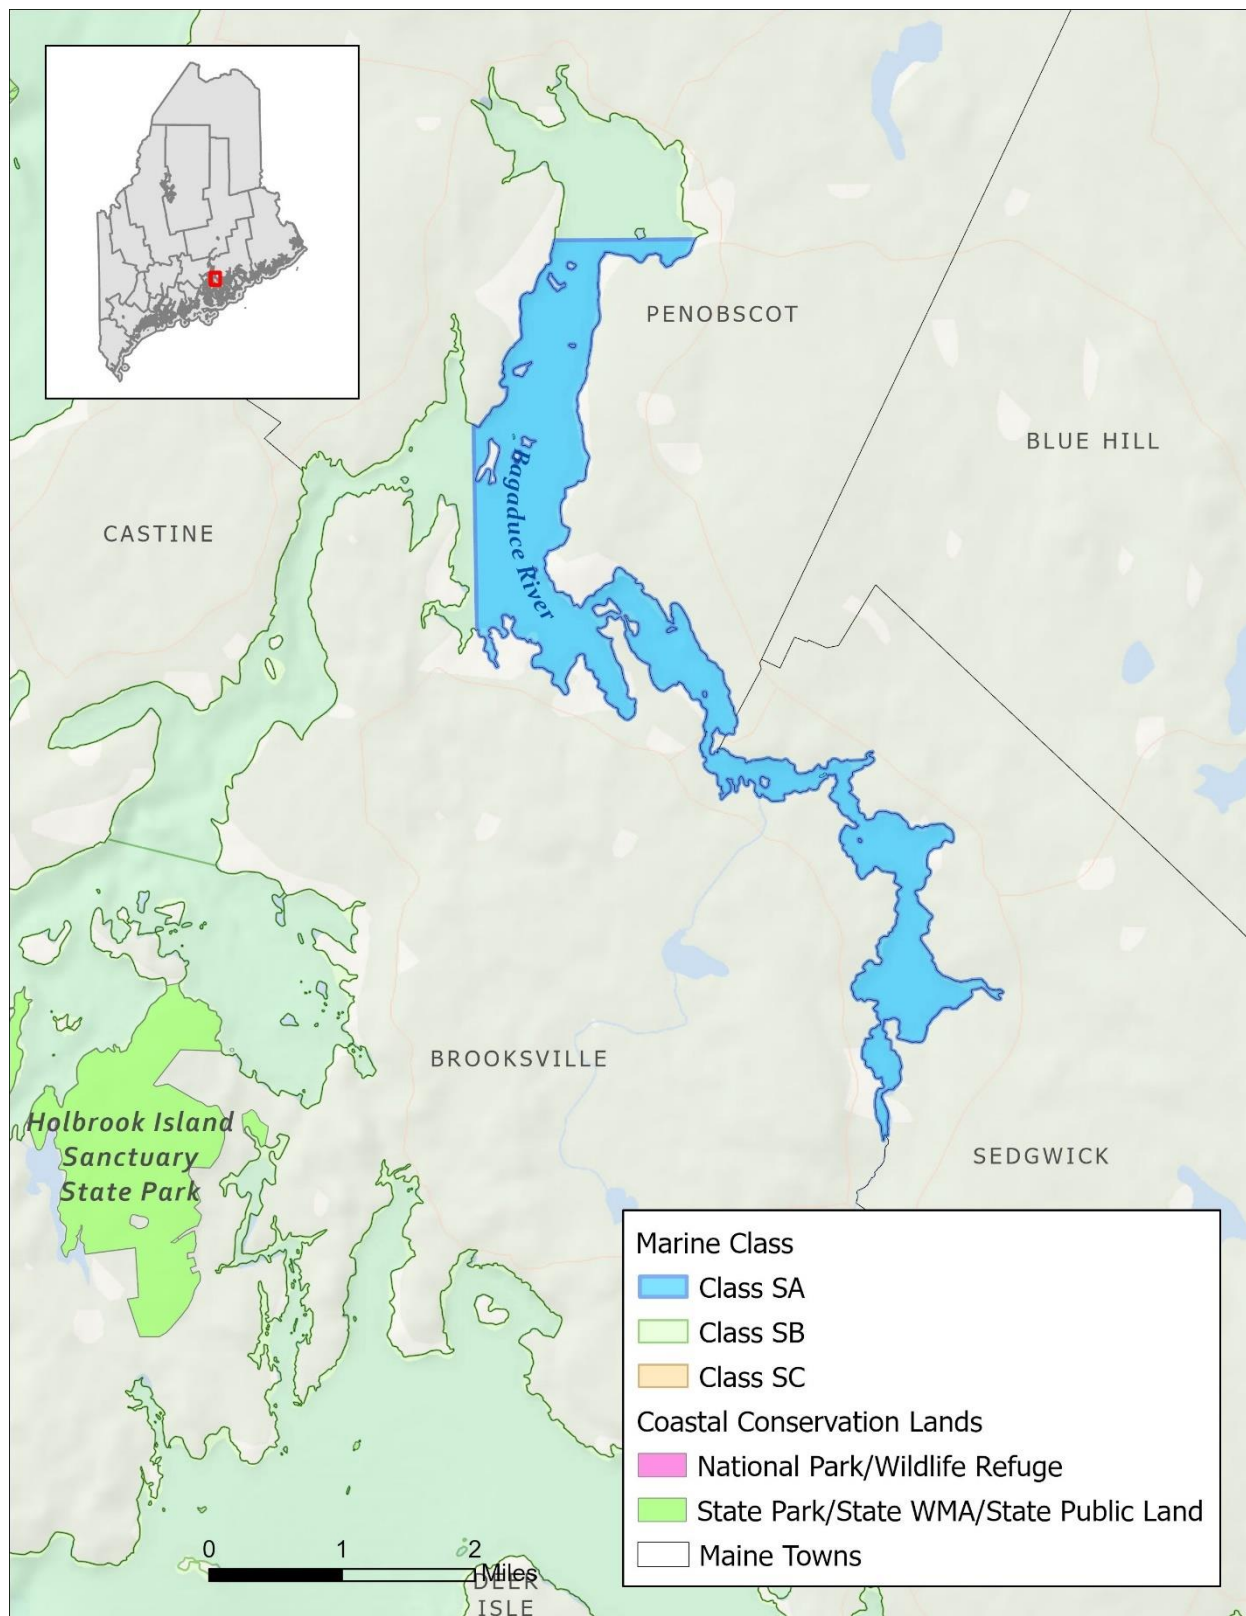 PENOBSCOT
BLUE HILL
CASTINE
Bagaduce River
BROOKSVILLE
Holbrook Island
Sanctuary
State Park
SEDGWICK
Marine Class
Class SA
Class SB
Class SC
Coastal Conservation Lands
National Park/Wildlife Refuge
State Park/State WMA/State Public Land
Maine Towns
0 1 2
Miles
DEER
ISLE